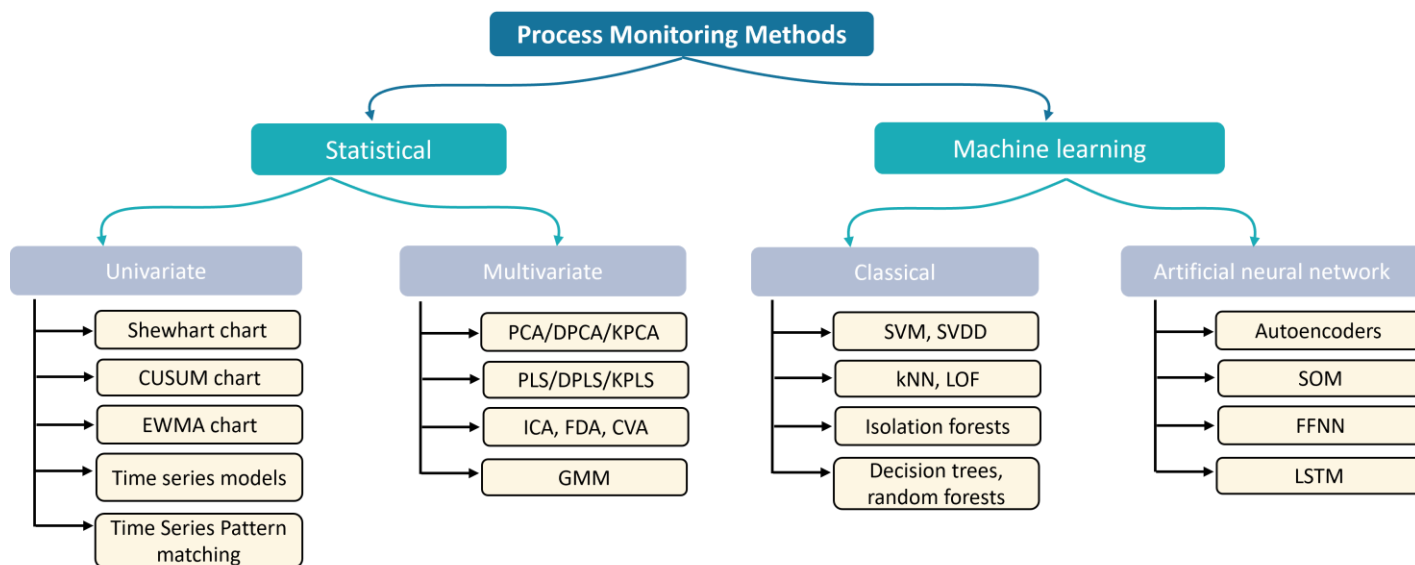 Process Monitoring Methods
Statistical
Machine learning
Univariate
Multivariate
Classical
Artificial neural network
Shewhart chart
CUSUM chart
EWMA chart
Time series models
Time Series Pattern
matching
PCA/DPCA/KPCA
PLS/DPLS/KPLS
ICA, FDA, CVA
GMM
SVM, SVDD
kNN, LOF
Isolation forests
Decision trees,
random forests
Autoencoders
SOM
FFNN
LSTM